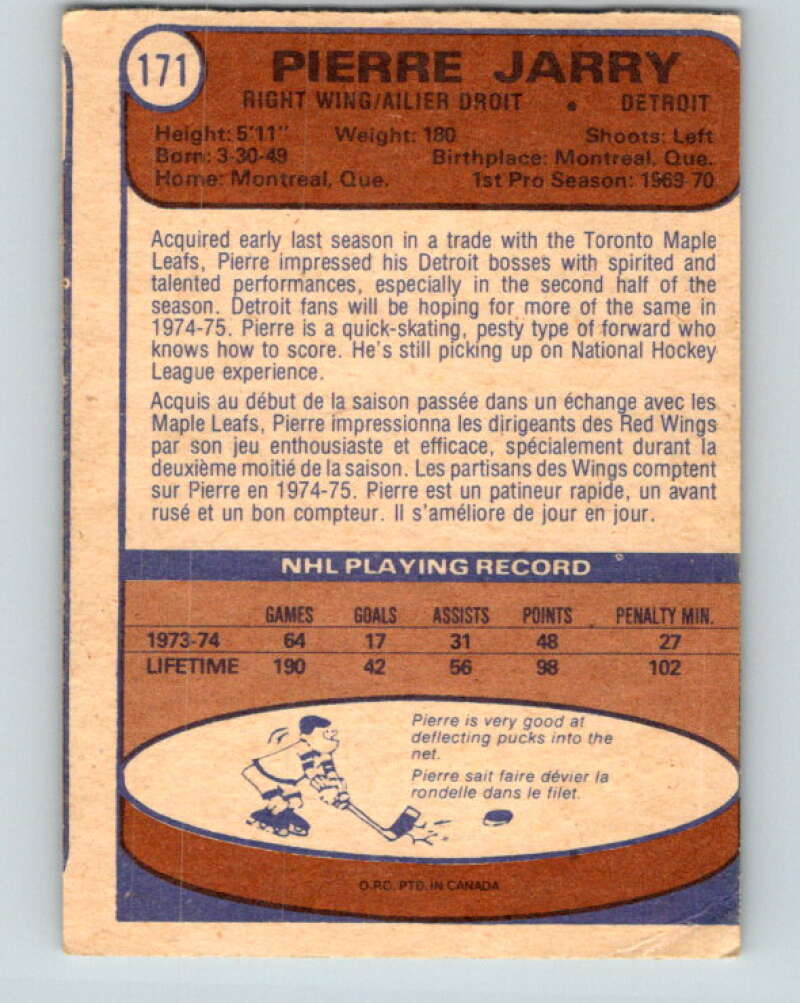 171
PIERRE JARRY
RIGHT WING/AILIER DROIT • DETROIT
Height: 5'11" Weight: 180 Shoots: Left
Born: 3-30-49 Birthplace: Montreal, Que.
Home: Montreal, Que. 1st Pro Season: 1969-70
Acquired early last season in a trade with the Toronto Maple
Leafs, Pierre impressed his Detroit bosses with spirited and
talented performances, especially in the second half of the
season. Detroit fans will be hoping for more of the same in
1974-75. Pierre is a quick-skating, pesty type of forward who
knows how to score. He's still picking up on National Hockey
League experience.
Acquis au début de la saison passée dans un échange avec les
Maple Leafs, Pierre impressionna les dirigeants des Red Wings
par son jeu enthousiaste et efficace, spécialement durant la
deuxième moitié de la saison. Les partisans des Wings comptent
sur Pierre en 1974-75. Pierre est un patineur rapide, un avant
rusé et un bon compteur. Il s'améliore de jour en jour.
NHL PLAYING RECORD
GAMES GOALS ASSISTS POINTS PENALTY MIN.
1973-74 64 17 31 48 27
LIFETIME 190 42 56 98 102
Pierre is very good at
deflecting pucks into the
net.
Pierre sait faire dévier la
rondelle dans le filet.
O.P.C. PTD. IN CANADA